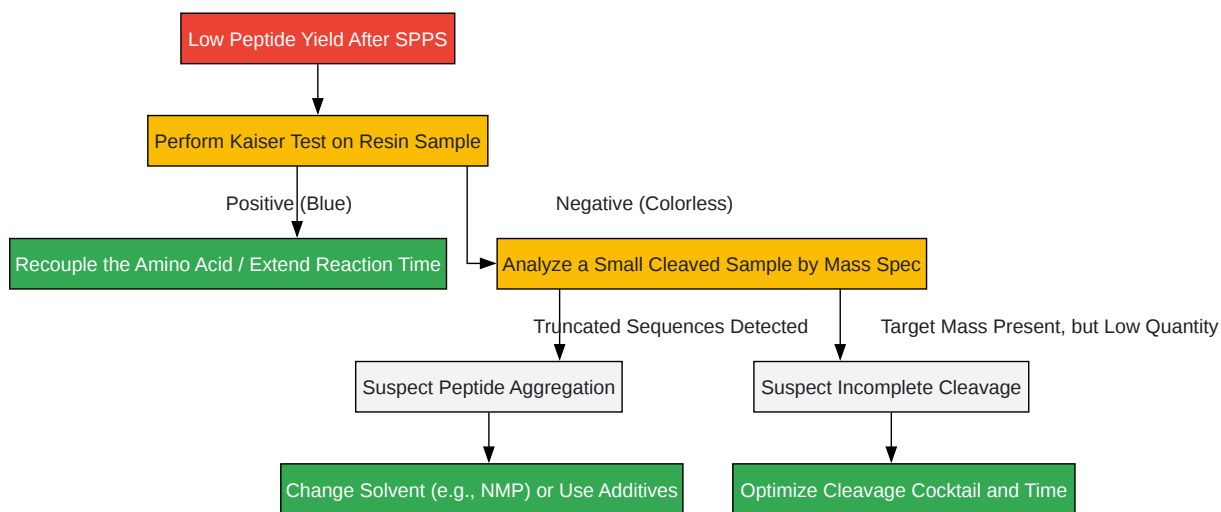 Low Peptide Yield After SPPS
Perform Kaiser Test on Resin Sample
Positive (Blue)
Negative (Colorless)
Recouple the Amino Acid / Extend Reaction Time
Analyze a Small Cleaved Sample by Mass Spec
Truncated Sequences Detected
Target Mass Present, but Low Quantity
Suspect Peptide Aggregation
Suspect Incomplete Cleavage
Change Solvent (e.g., NMP) or Use Additives
Optimize Cleavage Cocktail and Time